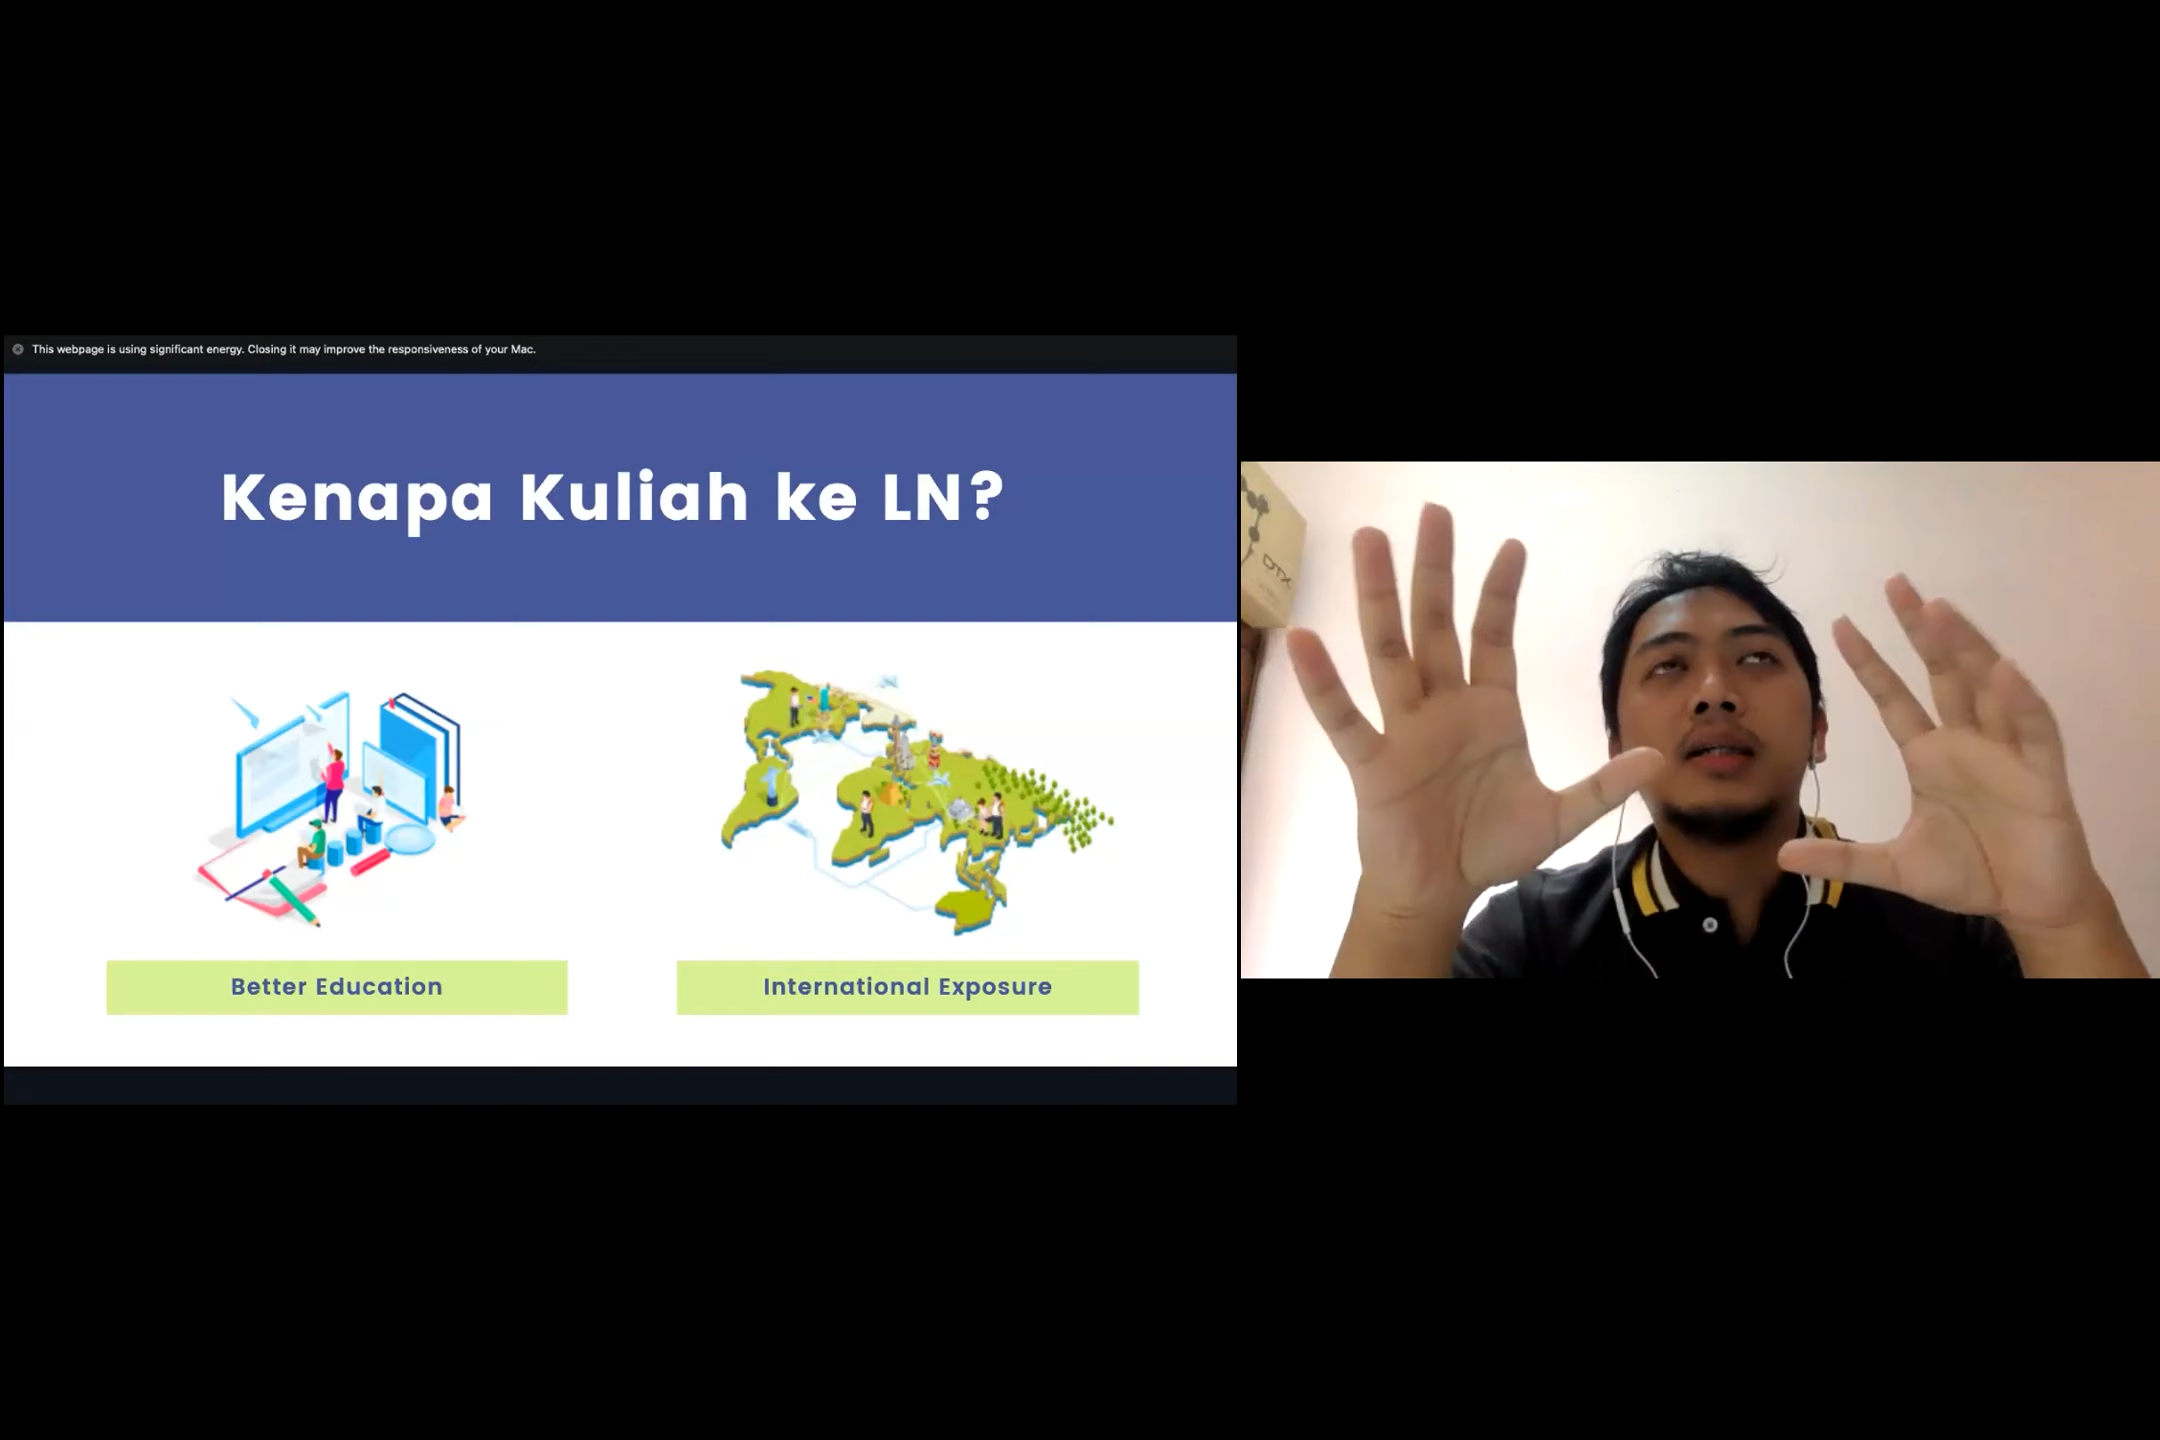 This webpage is using significant energy. Closing it may improve the responsiveness of your Mac.
Kenapa Kuliah ke LN?
Better Education
International Exposure
DTX